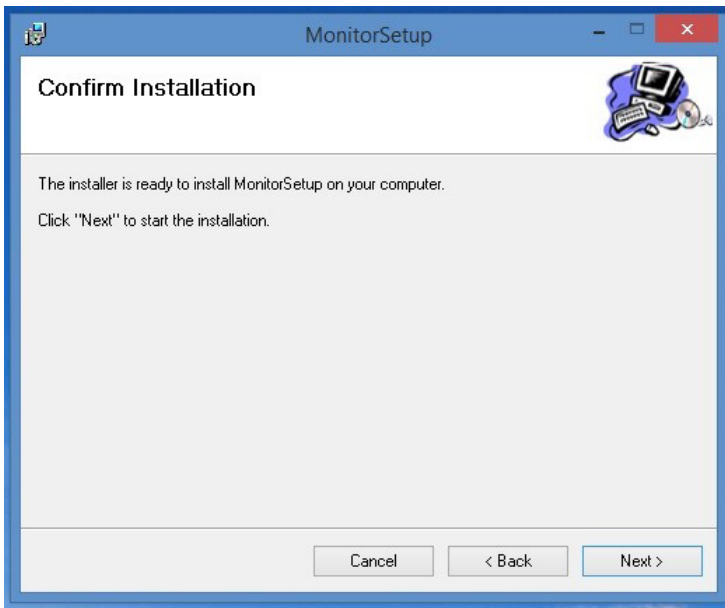 MonitorSetup
Confirm Installation
The installer is ready to install MonitorSetup on your computer.
Click "Next" to start the installation.
Cancel
< Back
Next >